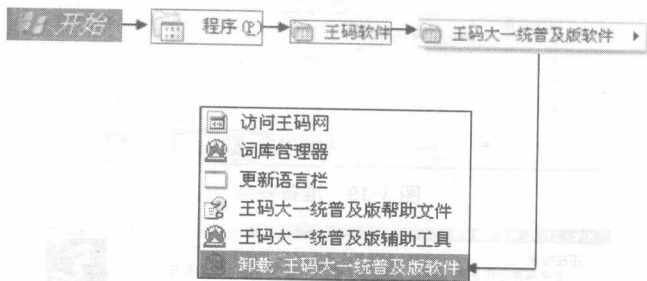 开始
程序(P)
王码软件
王码大一统普及版软件
访问王码网
词库管理器
更新语言栏
王码大一统普及版帮助文件
王码大一统普及版辅助工具
卸载 王码大一统普及版软件